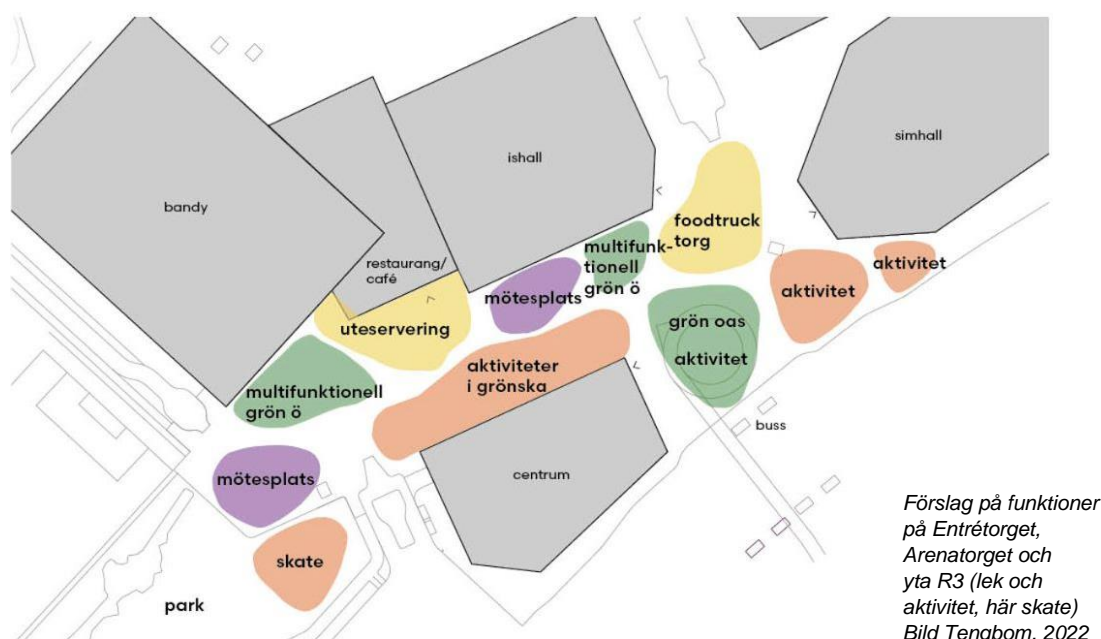 simhall
ishall
bandy
foodtruck
torg
multifunk-
tionell
grön ö
restaurang/
café
aktivitet
mötesplats
aktivitet
uteservering
grön oas
aktivitet
aktiviteter
i grönska
multifunktionell
grön ö
buss
mötesplats
centrum
skate
park
Förslag på funktioner
på Entrétorget,
Arenatorget och
yta R3 (lek och
aktivitet, här skate)
Bild Tengbom, 2022